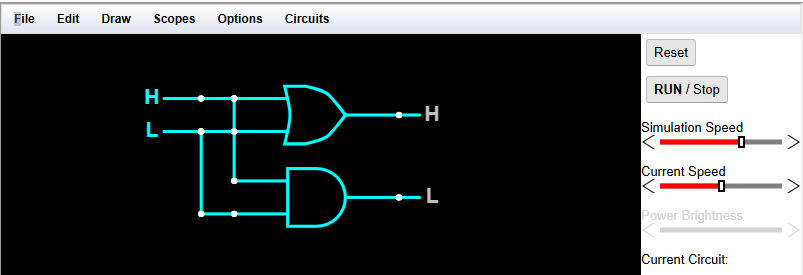 File Edit Draw Scopes Options Circuits
Reset
RUN / Stop
H
H
L
Simulation Speed
Current Speed
L
Power Brightness
Current Circuit: